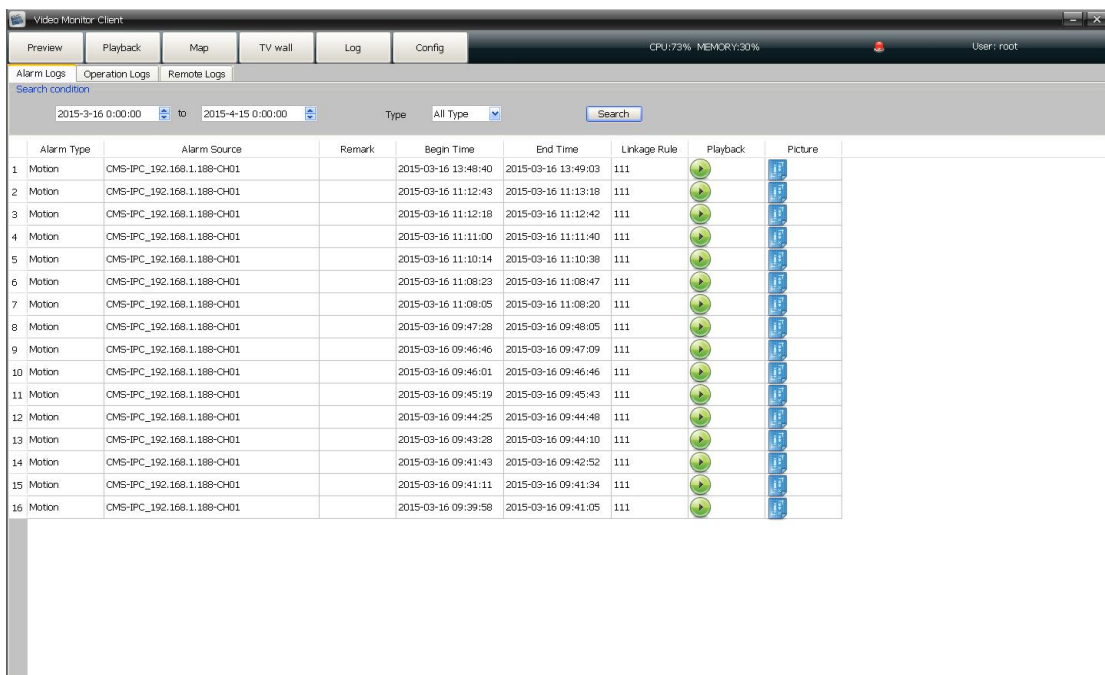 Video Monitor Client
Preview Playback Map TV wall Log Config CPU:73% MEMORY:30% User: root
Alarm Logs Operation Logs Remote Logs
Search condition
2015-3-16 0:00:00 to 2015-4-15 0:00:00 Type All Type Search
Alarm Type Alarm Source Remark Begin Time End Time Linkage Rule Playback Picture
1 Motion CMS-IPC_192.168.1.188-CH01 2015-03-16 13:48:40 2015-03-16 13:49:03 111
2 Motion CMS-IPC_192.168.1.188-CH01 2015-03-16 11:12:43 2015-03-16 11:13:18 111
3 Motion CMS-IPC_192.168.1.188-CH01 2015-03-16 11:12:18 2015-03-16 11:12:42 111
4 Motion CMS-IPC_192.168.1.188-CH01 2015-03-16 11:11:00 2015-03-16 11:11:40 111
5 Motion CMS-IPC_192.168.1.188-CH01 2015-03-16 11:10:14 2015-03-16 11:10:38 111
6 Motion CMS-IPC_192.168.1.188-CH01 2015-03-16 11:08:23 2015-03-16 11:08:47 111
7 Motion CMS-IPC_192.168.1.188-CH01 2015-03-16 11:08:05 2015-03-16 11:08:20 111
8 Motion CMS-IPC_192.168.1.188-CH01 2015-03-16 09:47:28 2015-03-16 09:48:05 111
9 Motion CMS-IPC_192.168.1.188-CH01 2015-03-16 09:46:46 2015-03-16 09:47:09 111
10 Motion CMS-IPC_192.168.1.188-CH01 2015-03-16 09:46:01 2015-03-16 09:46:46 111
11 Motion CMS-IPC_192.168.1.188-CH01 2015-03-16 09:45:19 2015-03-16 09:45:43 111
12 Motion CMS-IPC_192.168.1.188-CH01 2015-03-16 09:44:25 2015-03-16 09:44:48 111
13 Motion CMS-IPC_192.168.1.188-CH01 2015-03-16 09:43:28 2015-03-16 09:44:10 111
14 Motion CMS-IPC_192.168.1.188-CH01 2015-03-16 09:41:43 2015-03-16 09:42:52 111
15 Motion CMS-IPC_192.168.1.188-CH01 2015-03-16 09:41:11 2015-03-16 09:41:34 111
16 Motion CMS-IPC_192.168.1.188-CH01 2015-03-16 09:39:58 2015-03-16 09:41:05 111